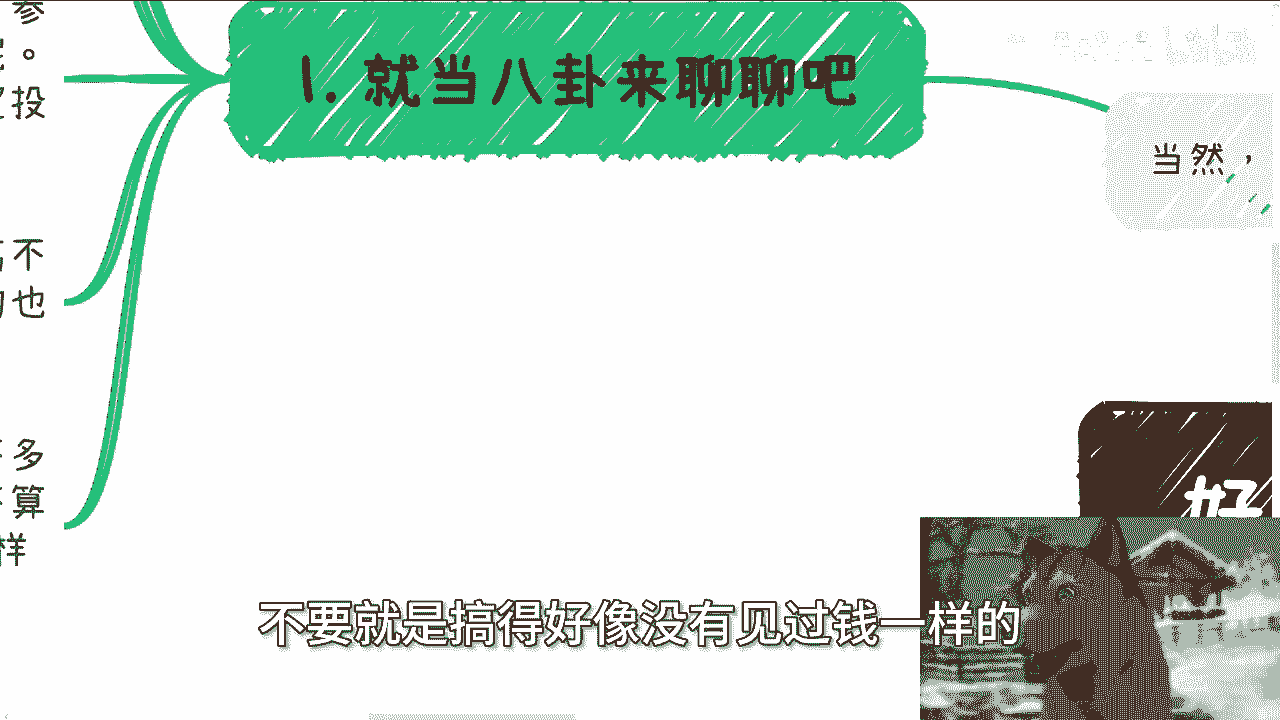 参
。
投
1. 就当八卦来聊聊吧
当然，
不
也
多
算
样
好
不要就是搞得好像没有见过钱一样的